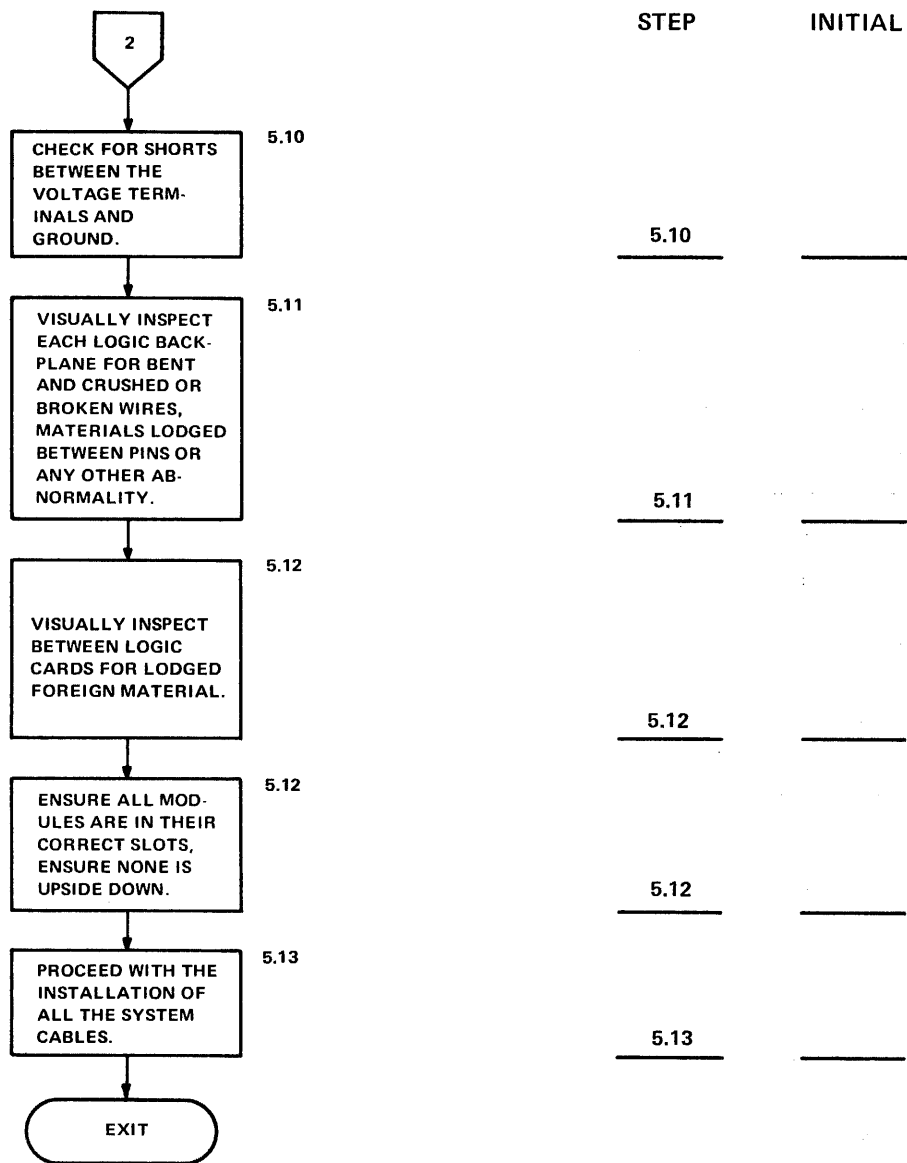 STEP INITIAL
2
5.10
CHECK FOR SHORTS
BETWEEN THE
VOLTAGE TERM-
INALS AND
GROUND.
5.10
5.11
VISUALLY INSPECT
EACH LOGIC BACK-
PLANE FOR BENT
AND CRUSHED OR
BROKEN WIRES,
MATERIALS LODGED
BETWEEN PINS OR
ANY OTHER AB-
NORMALITY.
5.11
5.12
VISUALLY INSPECT
BETWEEN LOGIC
CARDS FOR LODGED
FOREIGN MATERIAL.
5.12
5.12
ENSURE ALL MOD-
ULES ARE IN THEIR
CORRECT SLOTS,
ENSURE NONE IS
UPSIDE DOWN.
5.12
5.13
PROCEED WITH THE
INSTALLATION OF
ALL THE SYSTEM
CABLES.
5.13
EXIT